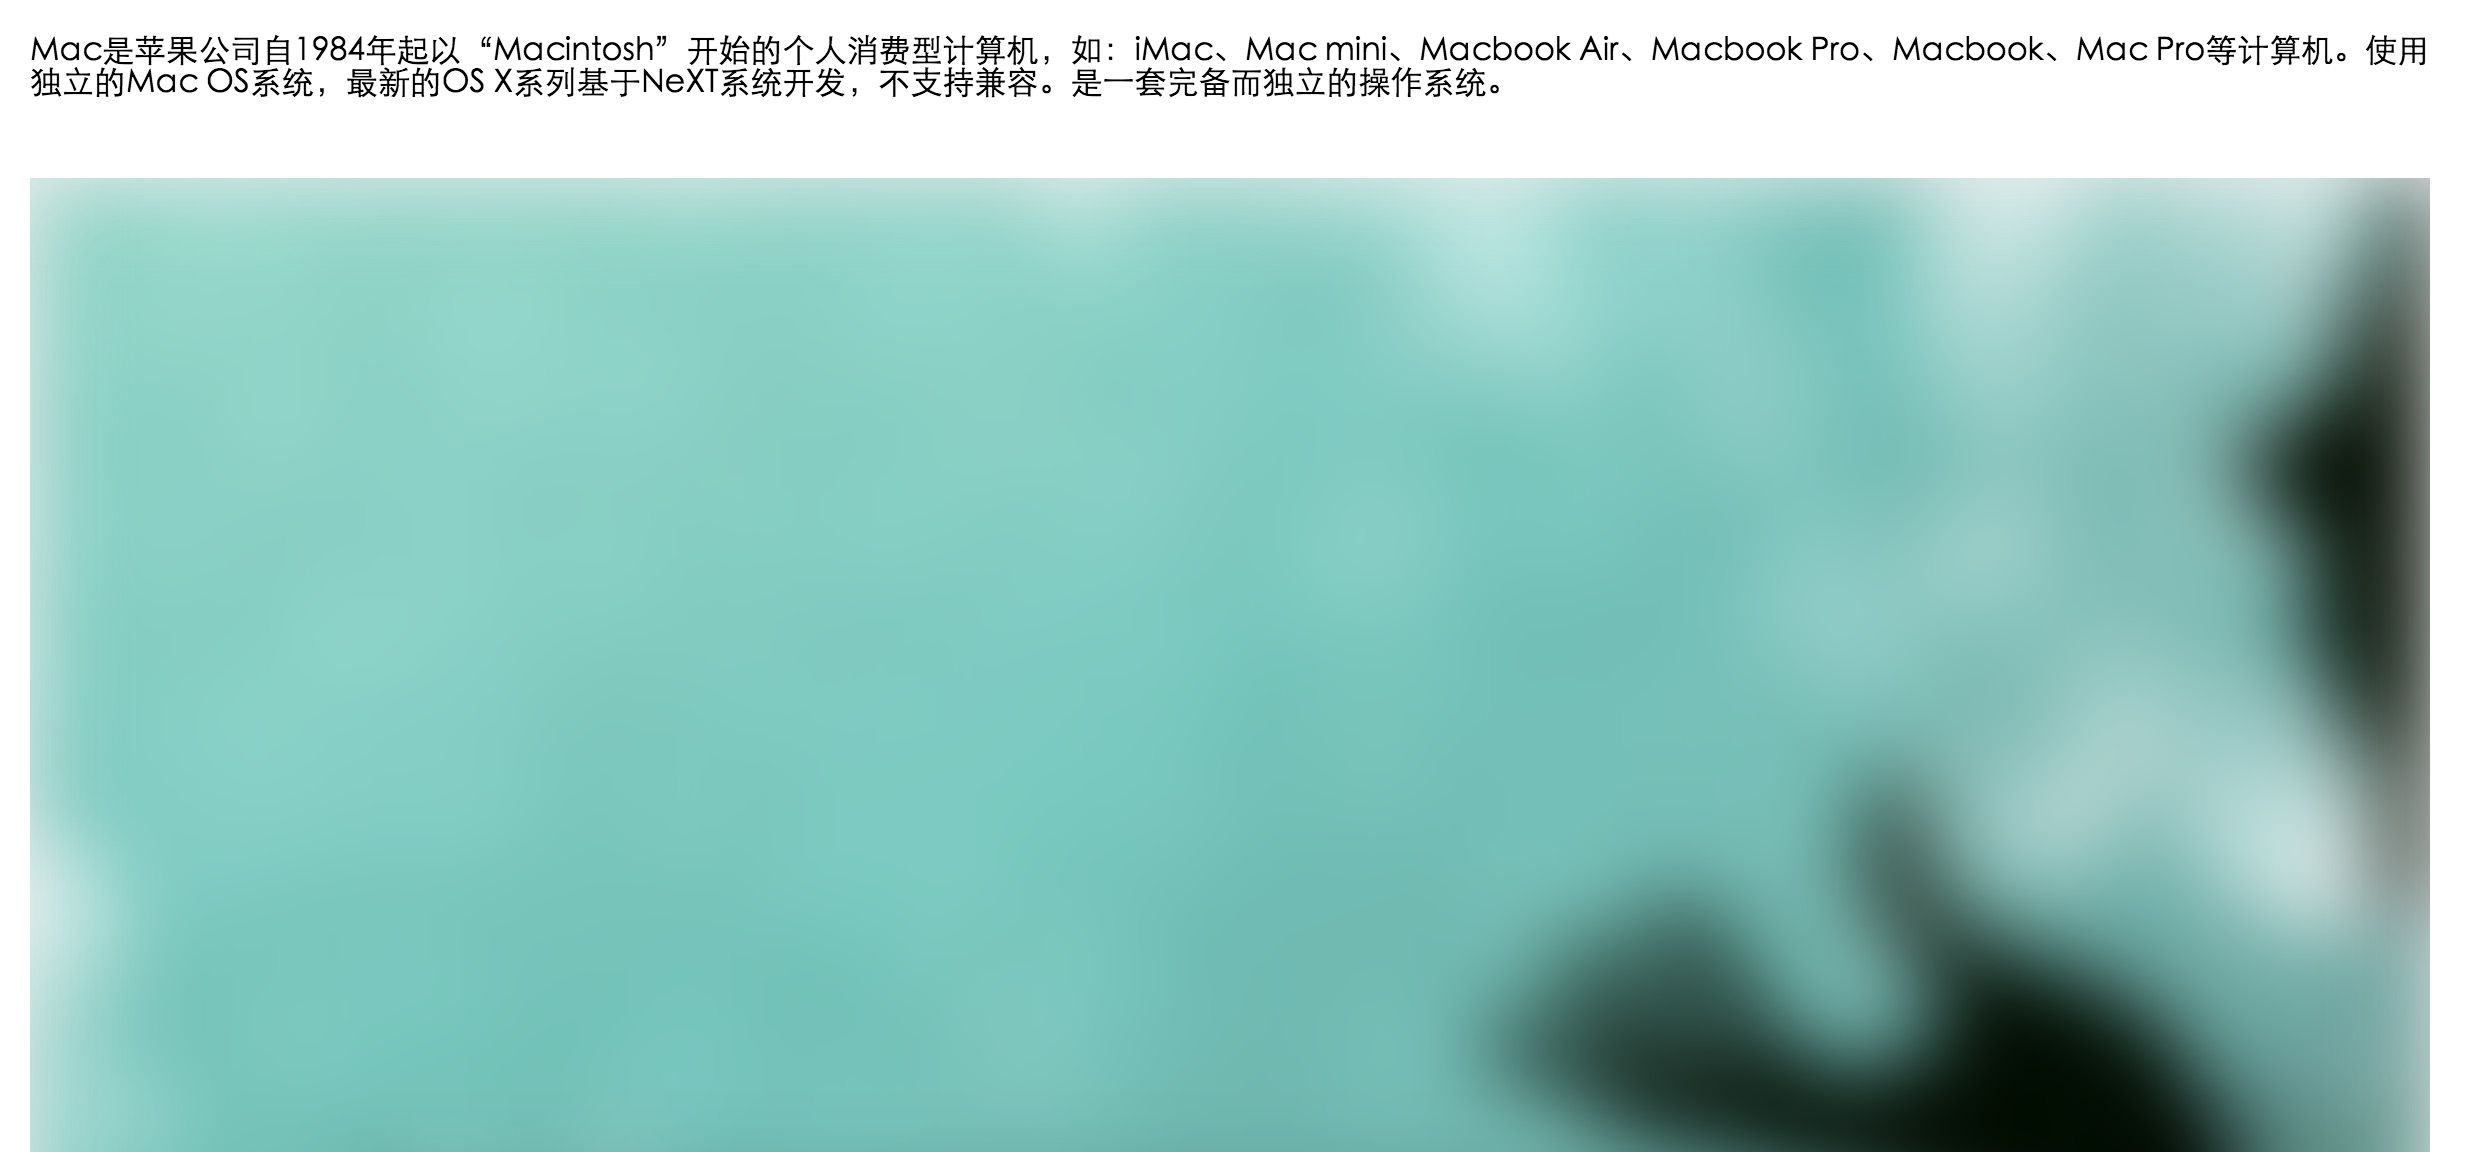 Mac是苹果公司自1984年起以“Macintosh”开始的个人消费型计算机，如：iMac、Mac mini、Macbook Air、Macbook Pro、Macbook、Mac Pro等计算机。使用
独立的Mac OS系统，最新的OS X系列基于NeXT系统开发，不支持兼容。是一套完备而独立的操作系统。